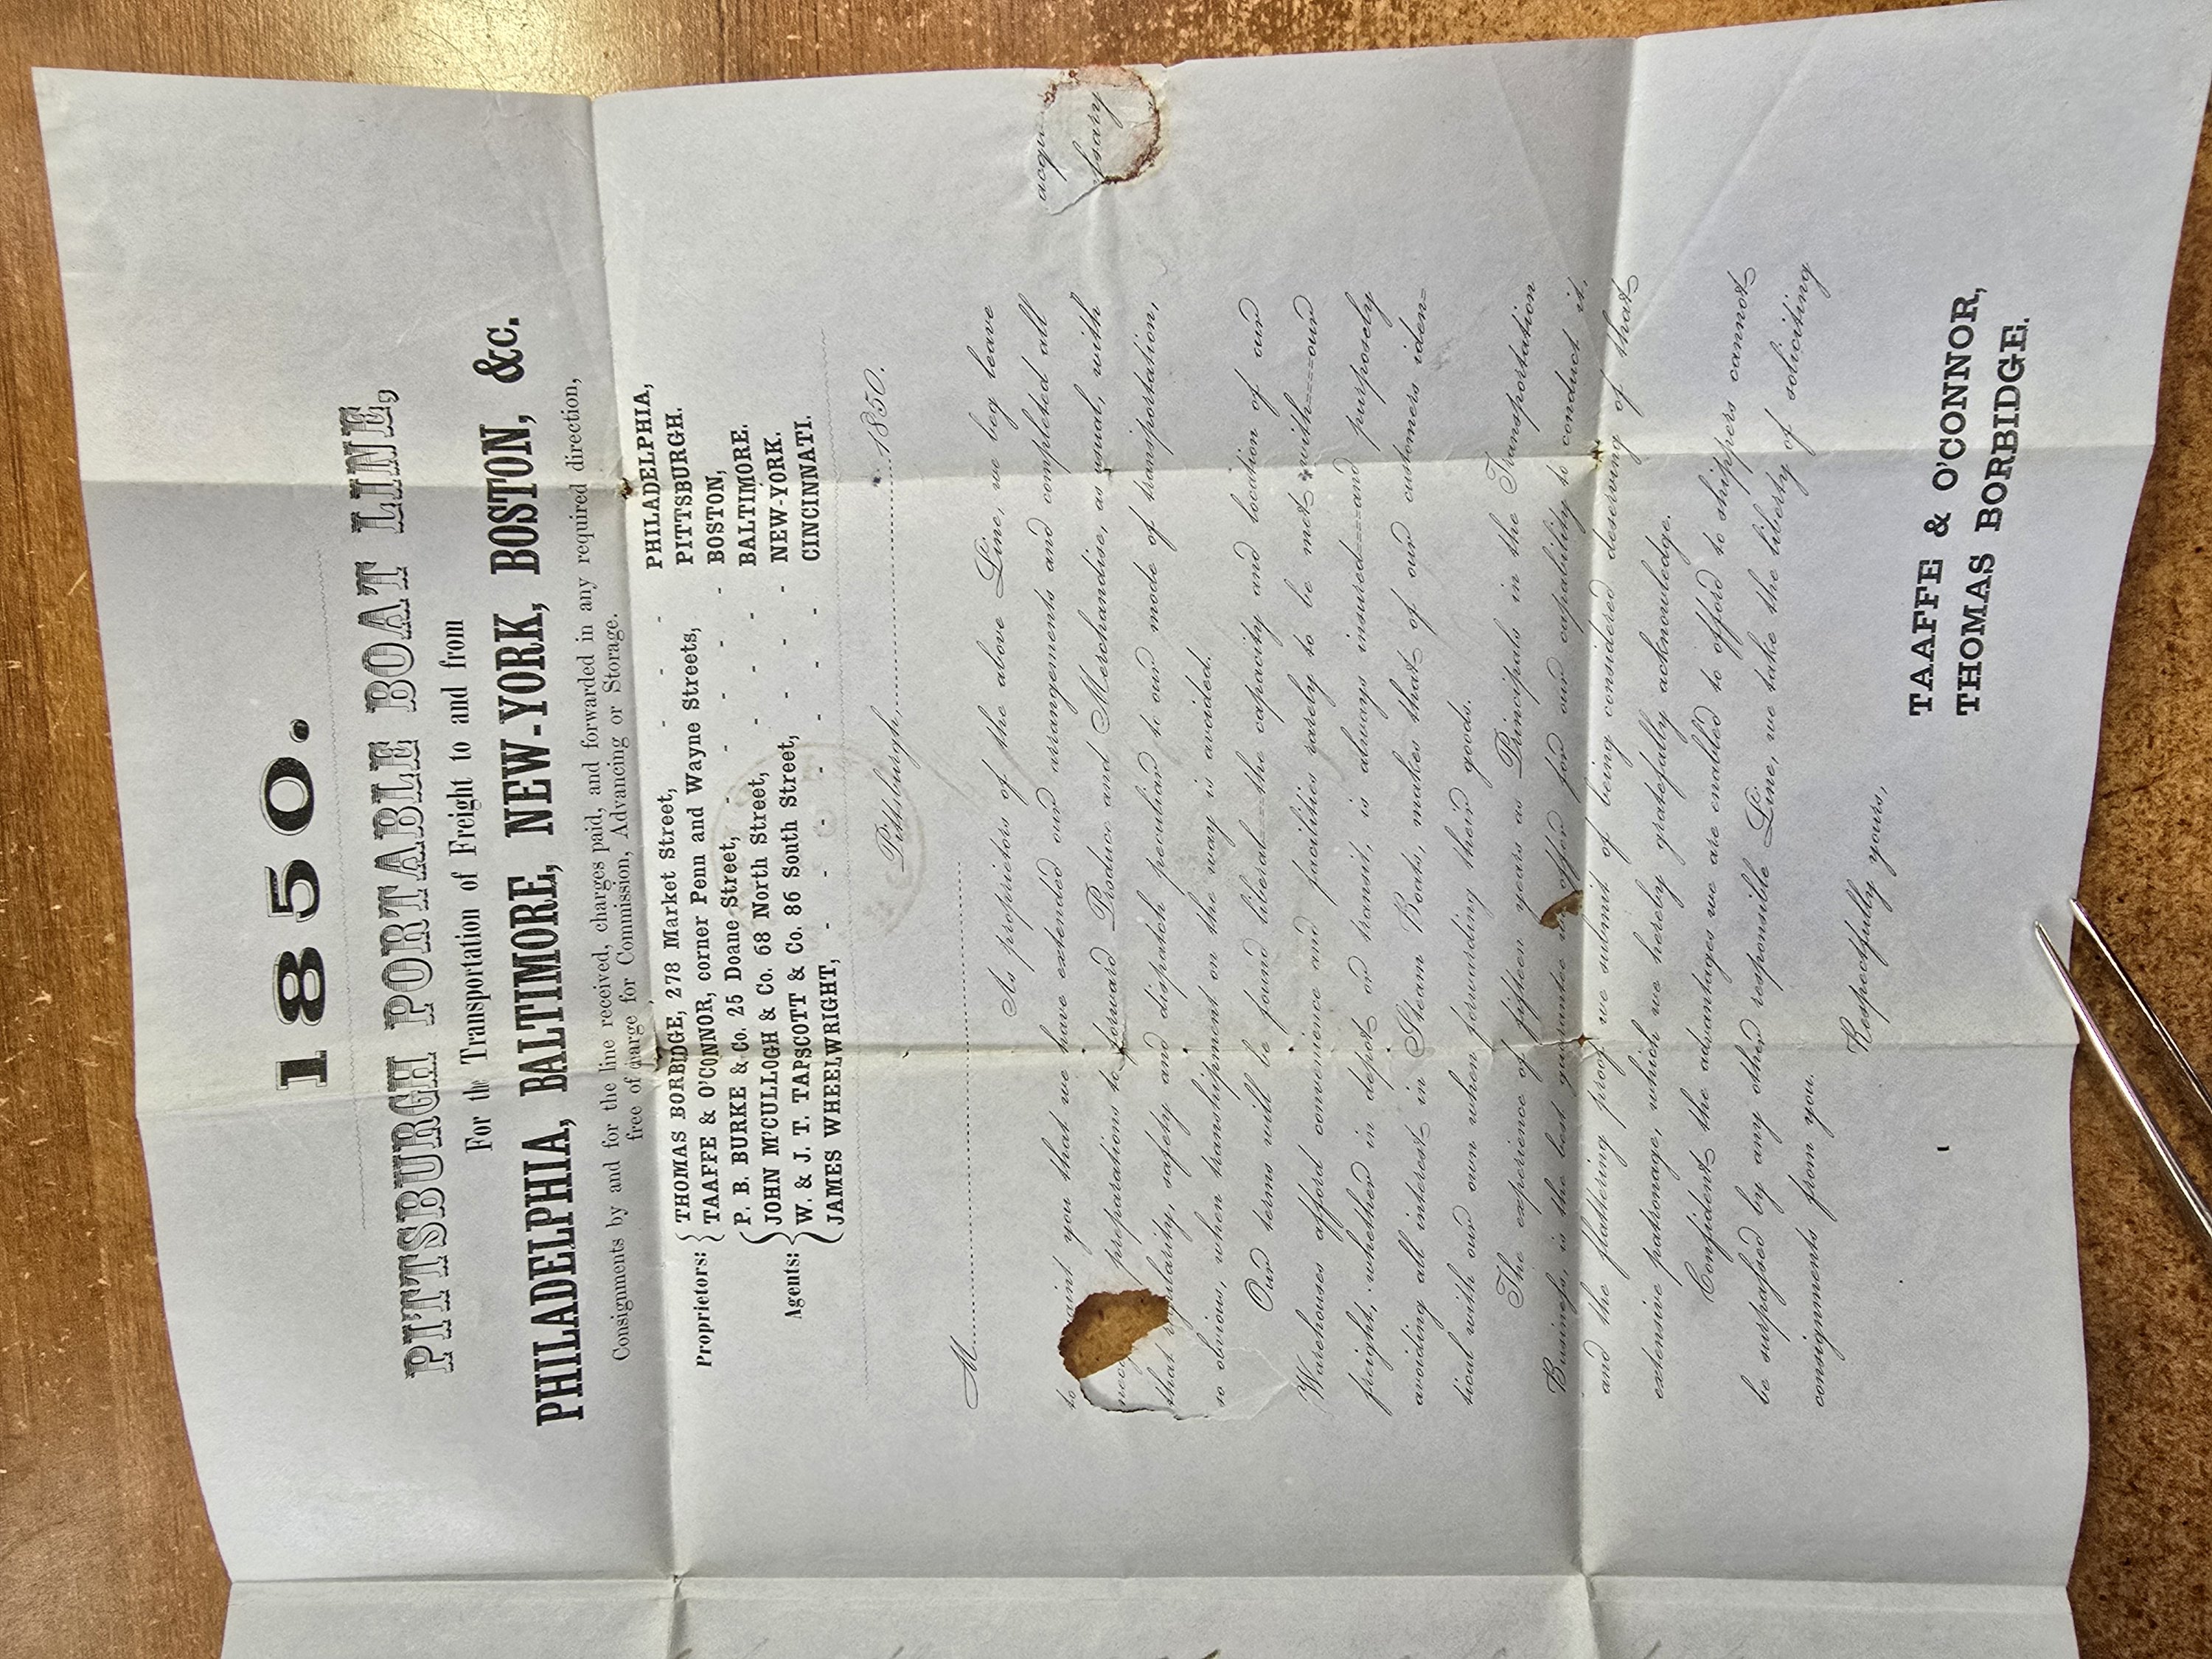 1850.
PITTSBURGH PORTABLE BOAT LINE,
For the Transportation of Freight to and from
PHILADELPHIA, BALTIMORE, NEW-YORK, BOSTON, &c.
Consignments by and for the line received, charges paid, and forwarded in any required direction,
free of charge for Commission, Advancing or Storage.
Proprietors: { THOMAS BORBIDGE, 278 Market Street, - - - PHILADELPHIA,
TAAFFE & O'CONNOR, corner Penn and Wayne Streets, PITTSBURGH.
Agents: { P. B. BURKE & Co. 25 Doane Street, - - - - BOSTON,
JOHN M'CULLOGH & Co. 68 North Street, - - - BALTIMORE.
W. & J. T. TAPSCOTT & Co. 86 South Street, - - - NEW-YORK.
JAMES WHEELWRIGHT, - - - - - - CINCINNATI.
Pittsburgh, 1850.
M
As proprietors of the above Line, we beg leave
to aint you that we have extended our arrangements and completed all
nec preparations to forward Produce and Merchandise, as usual, with
that regularity, safety and dispatch peculiar to our mode of transportation,
so obvious, when transhipment on the way is avoided.
Our terms will be found liberal--the capacity and location of our
Warehouses afford convenience and facilities rarely to be met with--our
freight, whether in depot or transit, is always insured--and purposely
avoiding all interest in Steam Boats, makes that of our customers iden=
tical with our own when forwarding their goods.
The experience of fifteen years as Principals in the Transportation
Business, is the best guarantee we offer for our capability to conduct it,
and the flattering proof we submit of being considered deserving of that
extensive patronage, which we hereby gratefully acknowledge.
Confident the advantages we are enabled to afford to shippers cannot
be surpassed by any other responsible Line, we take the liberty of soliciting
consignments from you.
Respectfully yours,
TAAFFE & O'CONNOR,
THOMAS BORBIDGE.
acqu
ssary